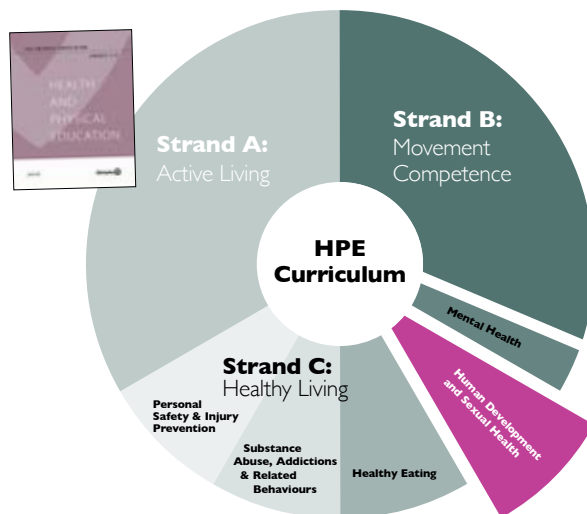 HEALTH
AND
PHYSICAL
EDUCATION
Strand A:
Active Living
Strand B:
Movement
Competence
HPE
Curriculum
Mental Health
Human Development
and Sexual Health
Strand C:
Healthy Living
Personal
Safety & Injury
Prevention
Substance
Abuse, Addictions
& Related
Behaviours
Healthy Eating